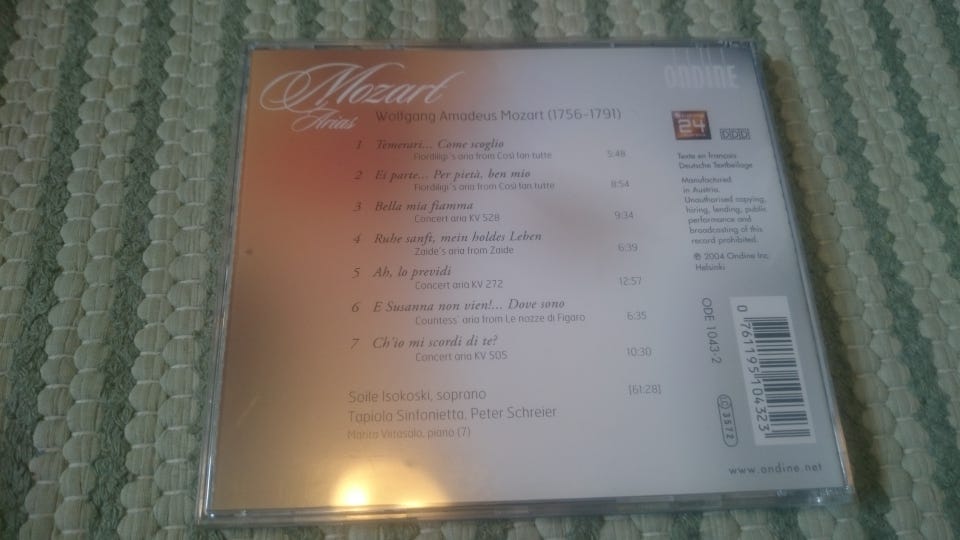 Mozart
Arias
Wolfgang Amadeus Mozart (1756–1791)
1 Temerari... Come scoglio
Fiordiligi´s aria from Così fan tutte 5:48
2 Ei parte... Per pietà, ben mio
Fiordiligi´s aria from Così fan tutte 8:54
3 Bella mia fiamma
Concert aria KV 528 9:34
4 Ruhe sanft, mein holdes Leben
Zaide´s aria from Zaide 6:39
5 Ah, lo previdi
Concert aria KV 272 12:57
6 E Susanna non vien!... Dove sono
Countess´ aria from Le nozze di Figaro 6:35
7 Ch'io mi scordi di te?
Concert aria KV 505 10:30
[61:28]
Soile Isokoski, soprano
Tapiola Sinfonietta, Peter Schreier
Marita Viitasalo, piano (7)
ONDINE
24
DDD
Texte en français
Deutsche Textbeilage
Manufactured
in Austria.
Unauthorised copying,
hiring, lending, public
performance and
broadcasting of this
record prohibited.
℗ 2004 Ondine Inc.
Helsinki
ODE 1043-2
0 761195 104323
3572
www.ondine.net